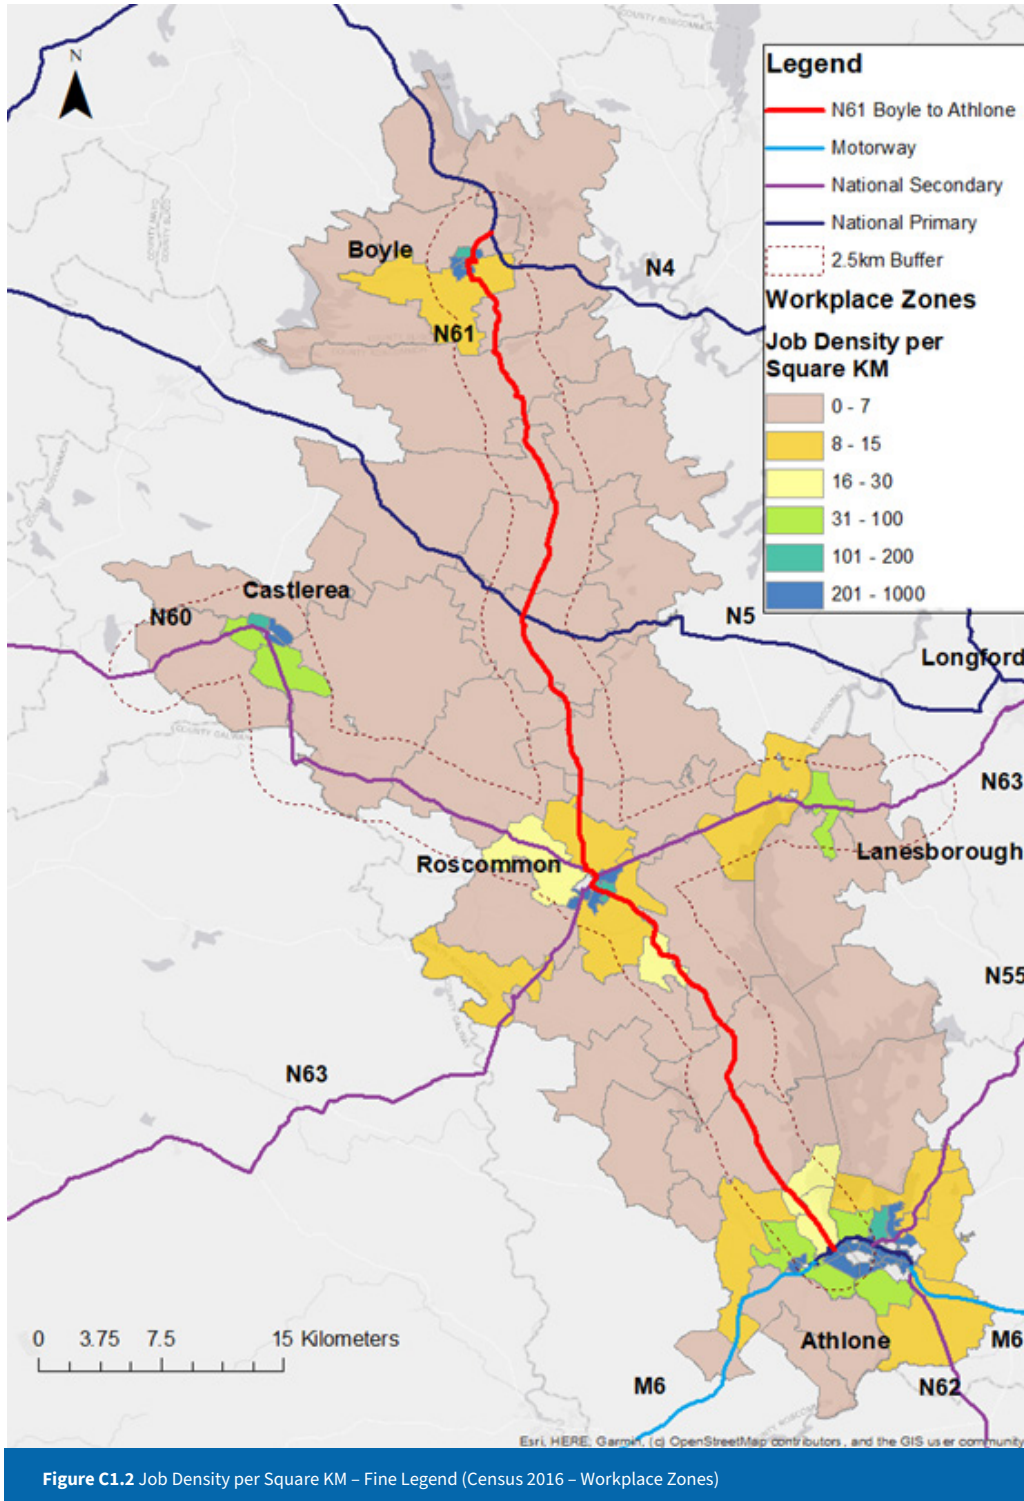 N
Legend
N61 Boyle to Athlone
Motorway
National Secondary
National Primary
2.5km Buffer
Workplace Zones
Job Density per
Square KM
0 - 7
8 - 15
16 - 30
31 - 100
101 - 200
201 - 1000
Boyle
N4
N61
Castlerea
N60
N5
Longford
N63
Roscommon
Lanesborough
N55
N63
0 3.75 7.5 15 Kilometers
Athlone
M6
M6
N62
Esri, HERE, Garmin, (c) OpenStreetMap contributors, and the GIS user community
Figure C1.2 Job Density per Square KM – Fine Legend (Census 2016 – Workplace Zones)